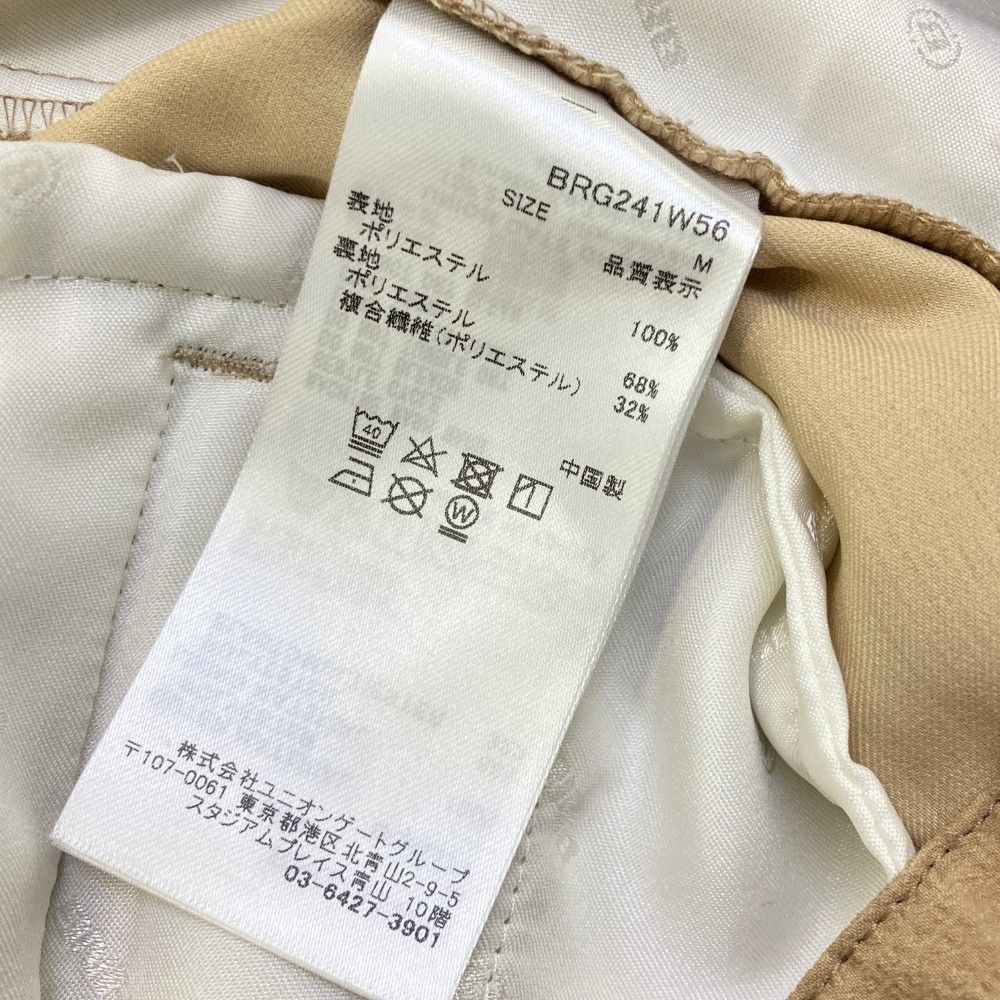 BRG241W56
SIZE M
品質表示
表地
ポリエステル 100%
裏地
ポリエステル 68%
複合繊維(ポリエステル) 32%
40
W
中国製
株式会社ユニオンゲートグループ
〒107-0061 東京都港区北青山2-9-5
スタジアムプレイス青山 10階
03-6427-3901